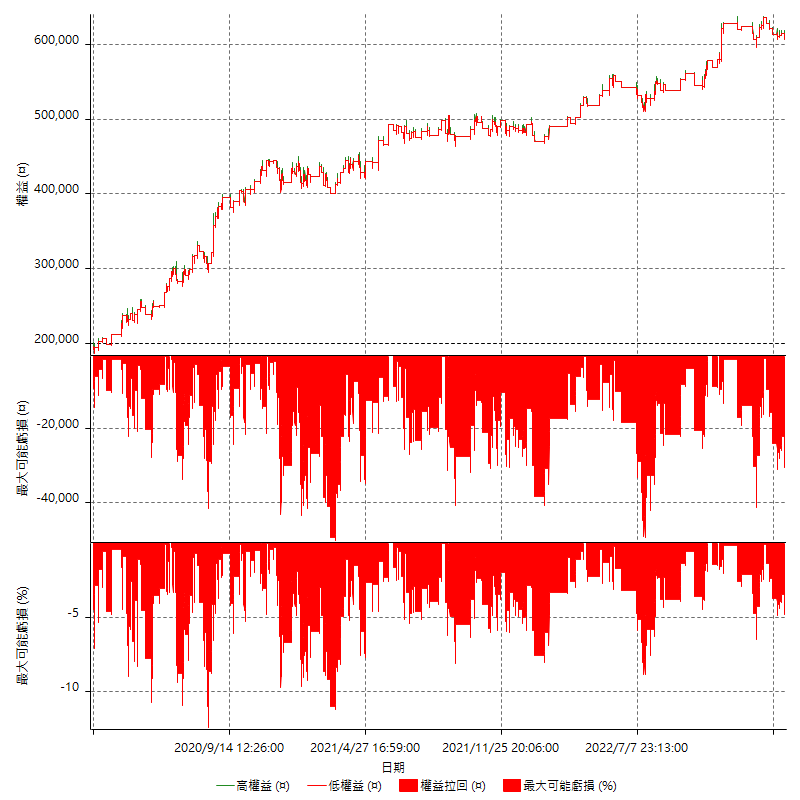 600,000
500,000
400,000
300,000
200,000
權益 (¤)
-20,000
-40,000
最大可能虧損 (¤)
-5
-10
最大可能虧損 (%)
2020/9/14 12:26:00 2021/4/27 16:59:00 2021/11/25 20:06:00 2022/7/7 23:13:00
日期
高權益 (¤) 低權益 (¤) 權益拉回 (¤) 最大可能虧損 (%)